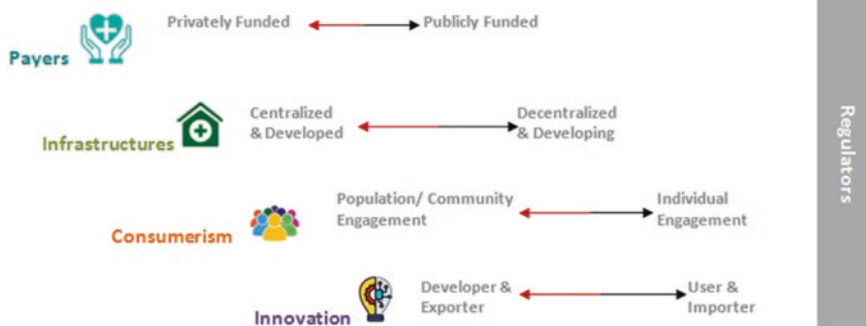 Privately Funded
Publicly Funded
Payers
Centralized
& Developed
Decentralized
& Developing
Infrastructures
Population/ Community
Engagement
Individual
Engagement
Consumerism
Developer &
Exporter
User &
Importer
Innovation
Regulators